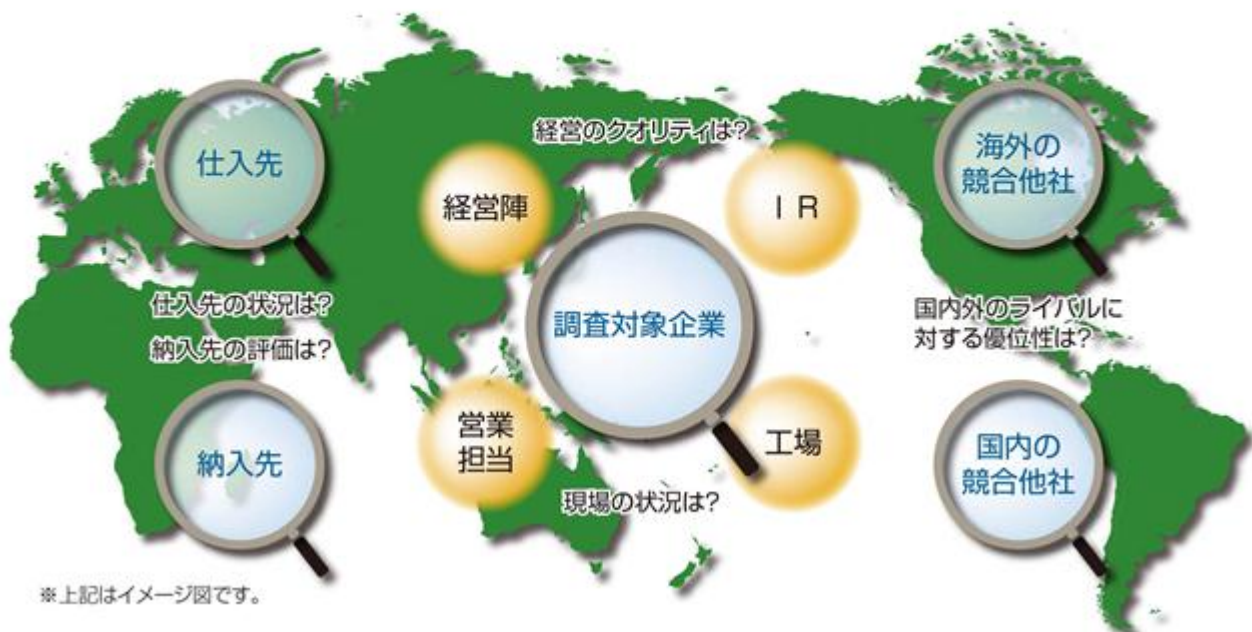 経営のクオリティは?
仕入先
経営陣
I R
海外の
競合他社
調査対象企業
仕入先の状況は?
納入先の評価は?
国内外のライバルに
対する優位性は?
納入先
営業
担当
工場
国内の
競合他社
現場の状況は?
※上記はイメージ図です。